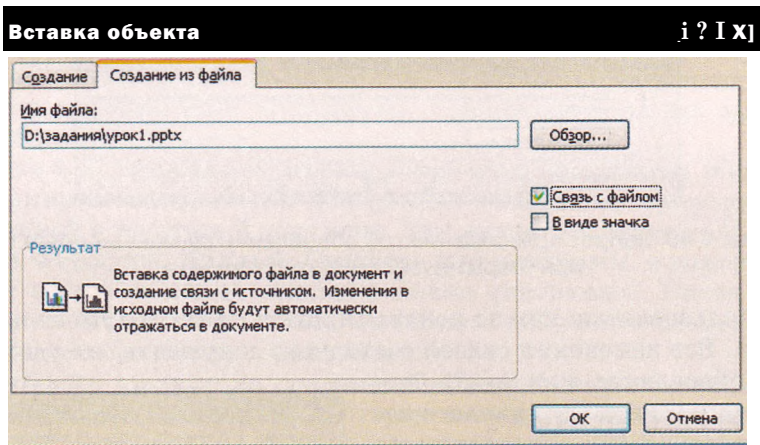 Вставка объекта i ? I X]
Создание Создание из файла
Имя файла:
D:\задания\урок1.pptx Обзор...
Связь с файлом
В виде значка
Результат
Вставка содержимого файла в документ и
создание связи с источником. Изменения в
исходном файле будут автоматически
отражаться в документе.
ОК Отмена